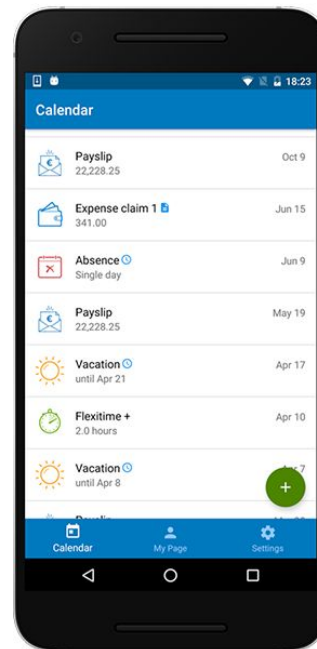 18:23
Calendar
Payslip
Oct 9
22,228.25
Expense claim 1
Jun 15
341.00
Absence
Jun 9
Single day
Payslip
May 19
22,228.25
Vacation
Apr 17
until Apr 21
Flexitime +
Apr 10
2.0 hours
Vacation
until Apr 8
Calendar
My Page
Settings